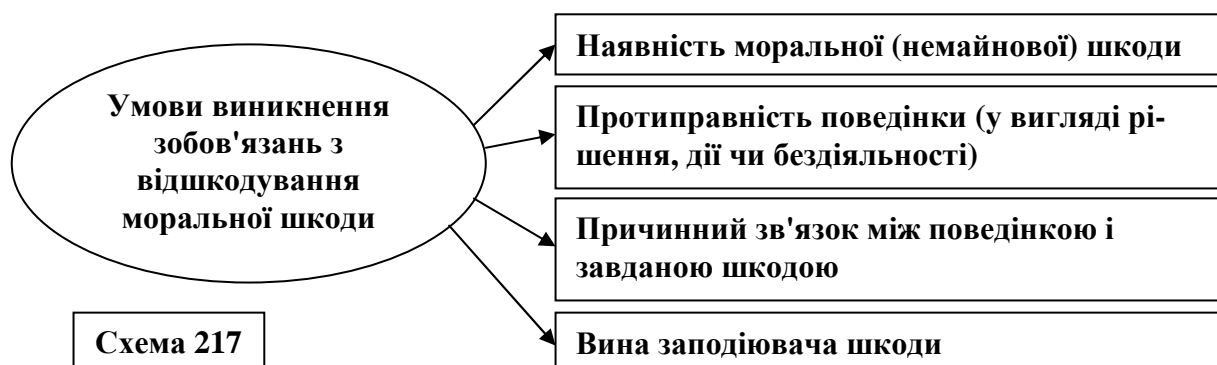 Умови виникнення
зобов'язань з
відшкодування
моральної шкоди
Наявність моральної (немайнової) шкоди
Протиправність поведінки (у вигляді рі-
шення, дії чи бездіяльності)
Причинний зв'язок між поведінкою і
завданою шкодою
Вина заподіювача шкоди
Схема 217